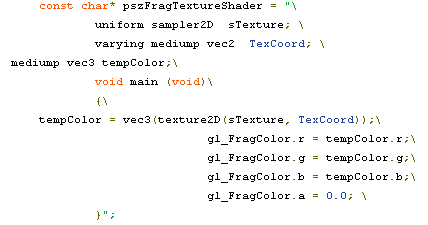 const char* pszFragTextureShader = "\
uniform sampler2D  sTexture; \
varying mediump vec2  TexCoord; \
mediump vec3 tempColor;\
void main (void)\
{\
tempColor = vec3(texture2D(sTexture, TexCoord));\
gl_FragColor.r = tempColor.r;\
gl_FragColor.g = tempColor.g;\
gl_FragColor.b = tempColor.b;\
gl_FragColor.a = 0.0; \
}";